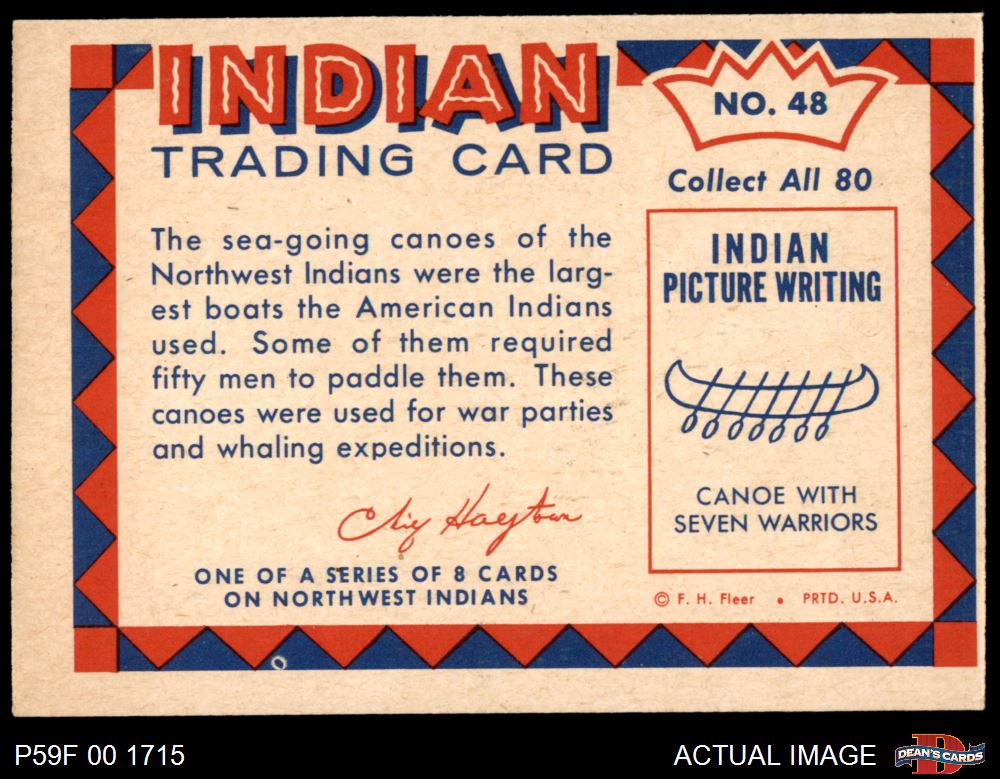 INDIAN
TRADING CARD
NO. 48
Collect All 80
The sea-going canoes of the
Northwest Indians were the larg-
est boats the American Indians
used. Some of them required
fifty men to paddle them. These
canoes were used for war parties
and whaling expeditions.
ONE OF A SERIES OF 8 CARDS
ON NORTHWEST INDIANS
INDIAN
PICTURE WRITING
CANOE WITH
SEVEN WARRIORS
© F. H. Fleer • PRTD. U.S.A.
P59F 00 1715
ACTUAL IMAGE
DEAN'S CARDS